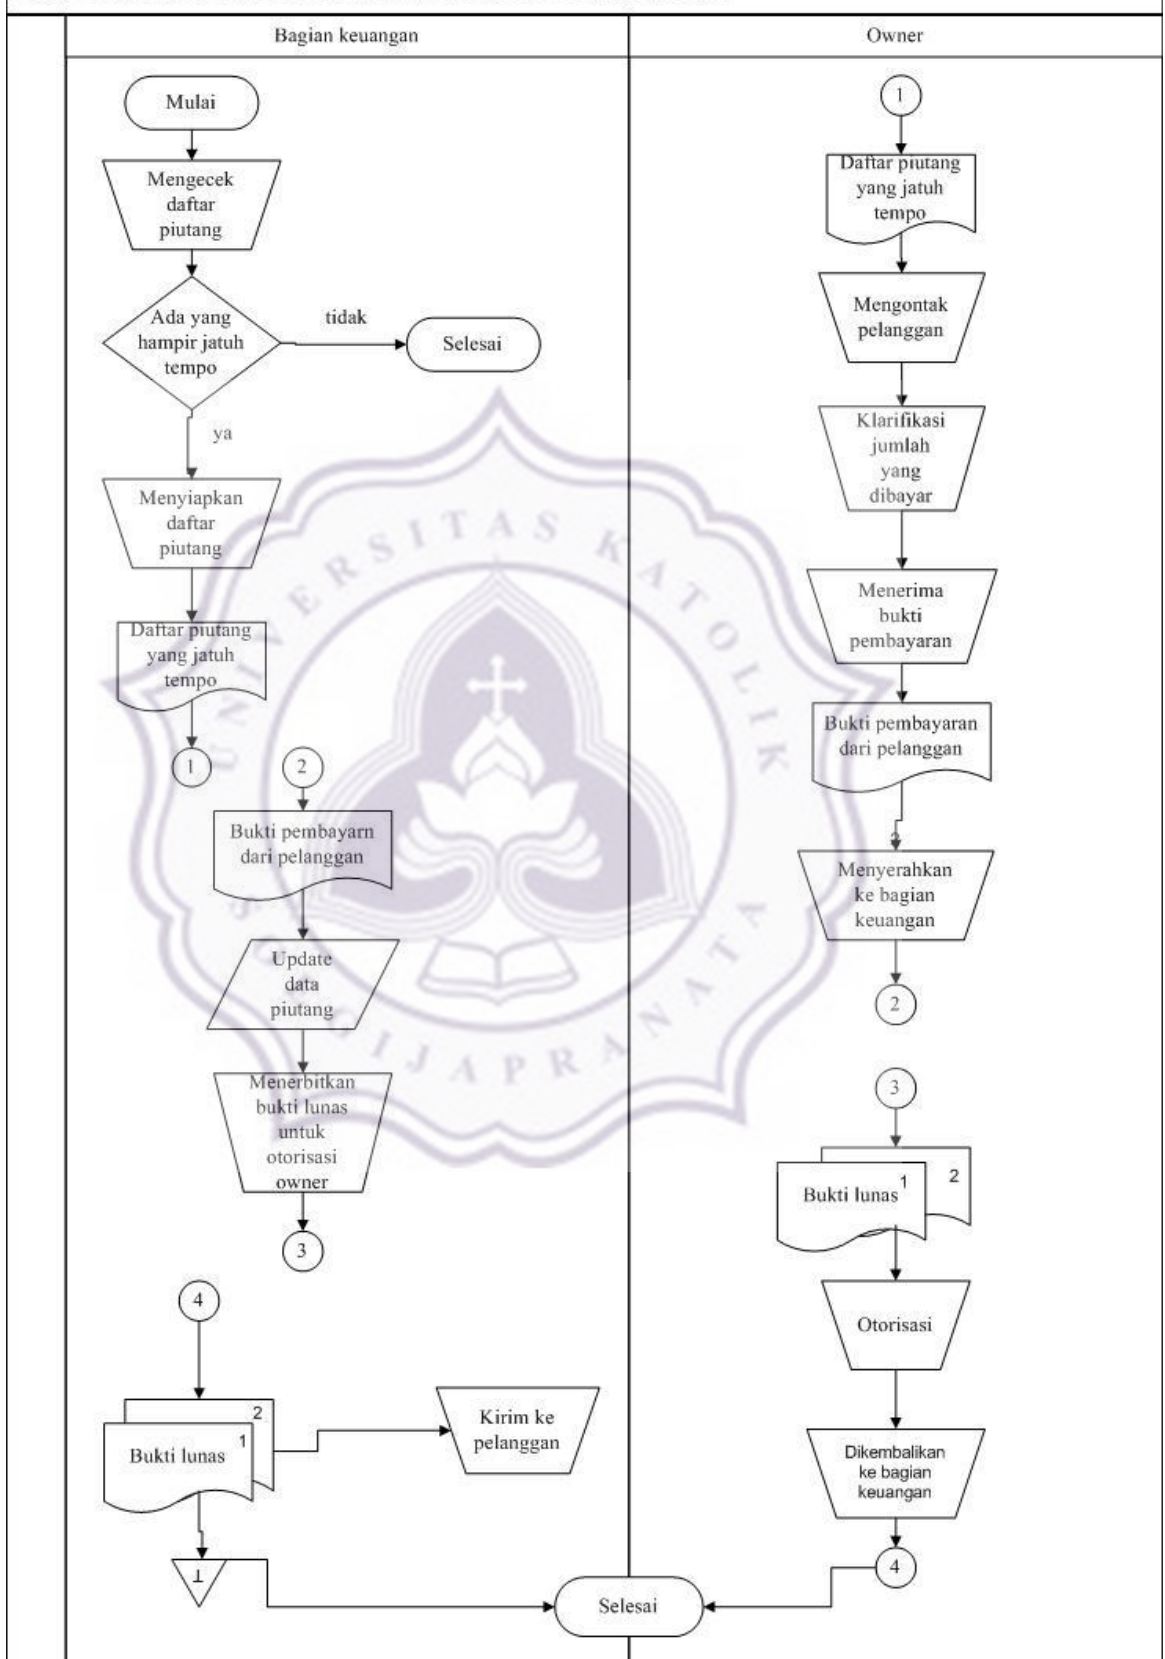 Bagian keuangan
Owner
Mulai
Mengecek
daftar
piutang
Ada yang
hampir jatuh
tempo
tidak
Selesai
ya
Menyiapkan
daftar
piutang
Daftar piutang
yang jatuh
tempo
1
2
Bukti pembayarn
dari pelanggan
Update
data
piutang
Menerbitkan
bukti lunas
untuk
otorisasi
owner
3
4
2
Bukti lunas
1
Kirim ke
pelanggan
T
Selesai
1
Daftar piutang
yang jatuh
tempo
Mengontak
pelanggan
Klarifikasi
jumlah
yang
dibayar
Menerima
bukti
pembayaran
Bukti pembayaran
dari pelanggan
Menyerahkan
ke bagian
keuangan
2
3
2
Bukti lunas
1
Otorisasi
Dikembalikan
ke bagian
keuangan
4
UNIVERSITAS KATOLIK
SOEGIJAPRANATA